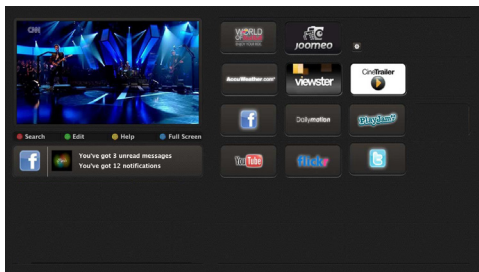 CNN
Search
Edit
Help
Full Screen
You've got 3 unread messages
You've got 12 notifications
WORLD
Joomeo
AccuWeather.com
viewster
CineTrailer
Dailymotion
PlayJam
YouTube
flickr